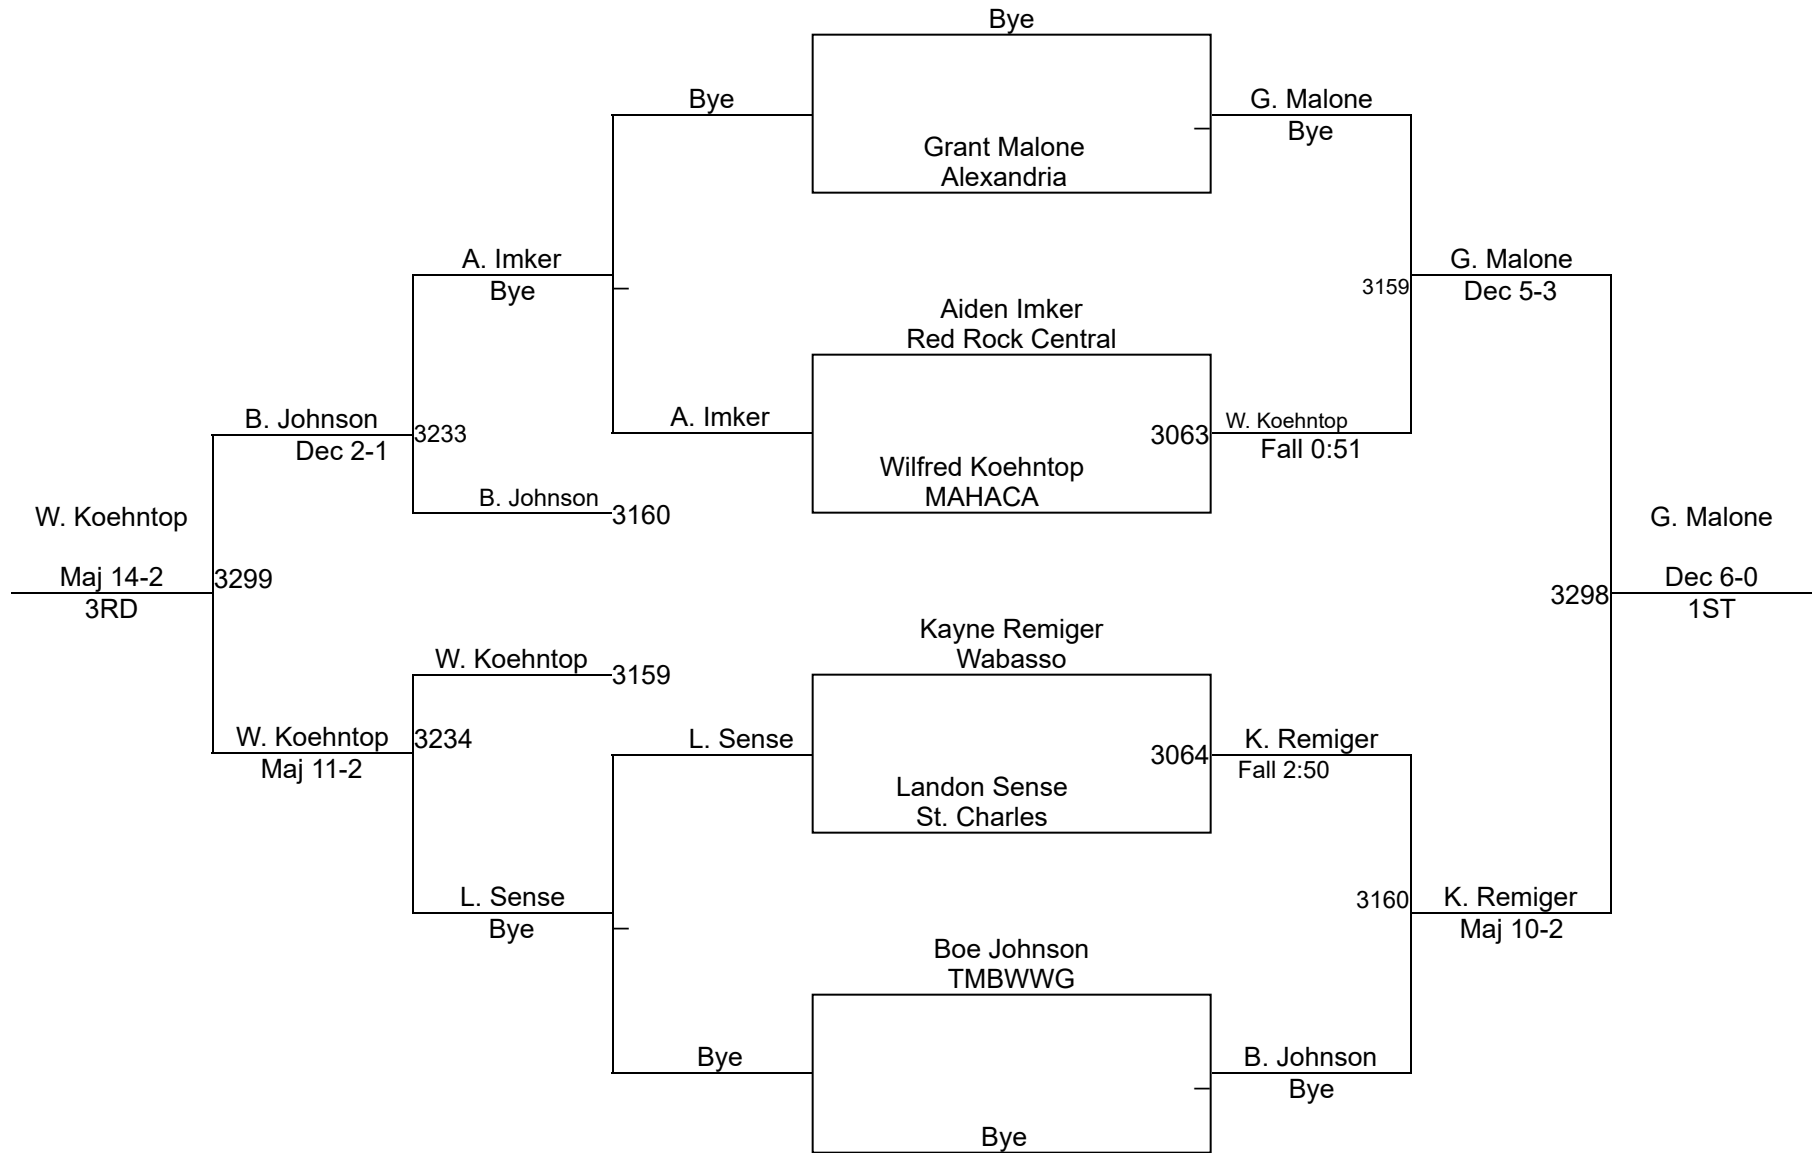 Bye
Bye
G. Malone
Bye
Grant Malone
Alexandria
A. Imker
Bye
G. Malone
Dec 5-3
3159
Aiden Imker
Red Rock Central
A. Imker
3063
W. Koehntop
Fall 0:51
B. Johnson
Dec 2-1
3233
Wilfred Koehntop
MAHACA
B. Johnson
3160
W. Koehntop
Maj 14-2
3RD
3299
G. Malone
Dec 6-0
1ST
3298
Kayne Remiger
Wabasso
W. Koehntop
3159
W. Koehntop
Maj 11-2
3234
L. Sense
3064
K. Remiger
Fall 2:50
Landon Sense
St. Charles
L. Sense
Bye
3160
K. Remiger
Maj 10-2
Boe Johnson
TMBWWG
Bye
B. Johnson
Bye
Bye